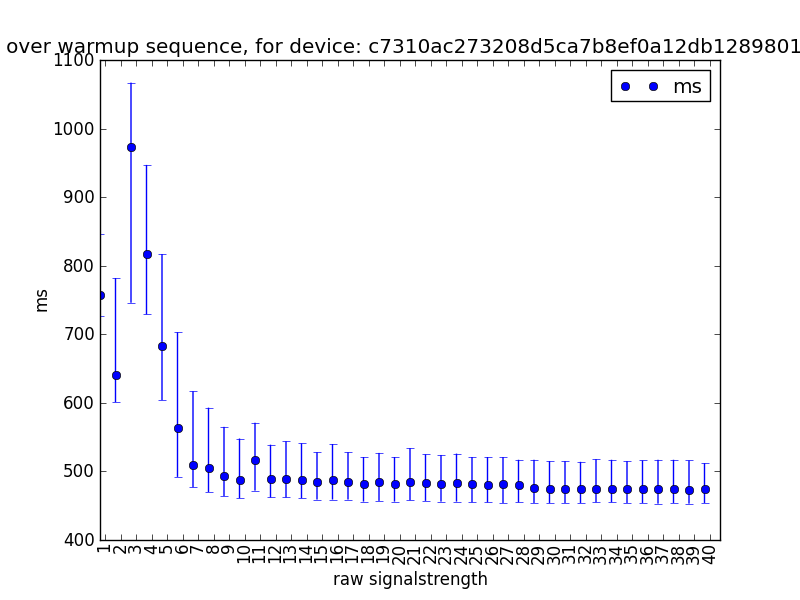 over warmup sequence, for device: c7310ac273208d5ca7b8ef0a12db1289801
1100
1000
900
800
700
600
500
400
ms
ms
1 2 3 4 5 6 7 8 9 10 11 12 13 14 15 16 17 18 19 20 21 22 23 24 25 26 27 28 29 30 31 32 33 34 35 36 37 38 39 40
raw signalstrength